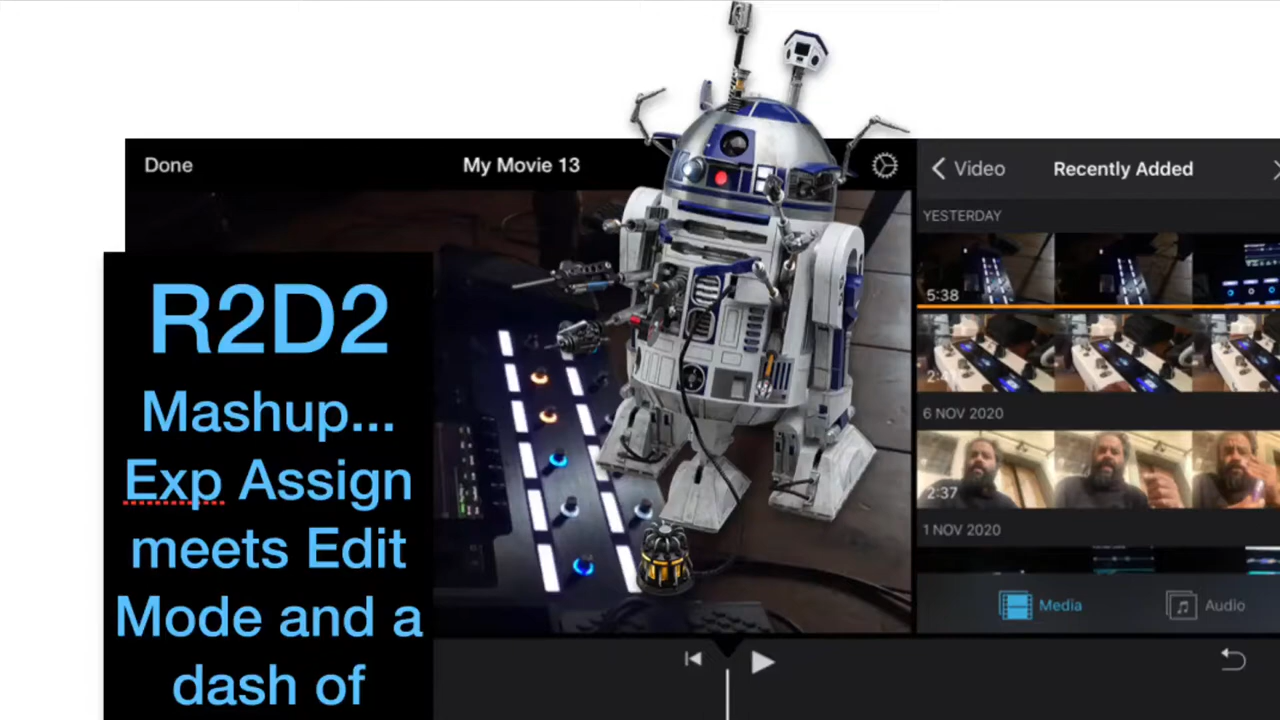 Done
My Movie 13
Video
Recently Added
YESTERDAY
5:38
6 NOV 2020
2:37
1 NOV 2020
Media
Audio
R2D2
Mashup...
Exp Assign
meets Edit
Mode and a
dash of